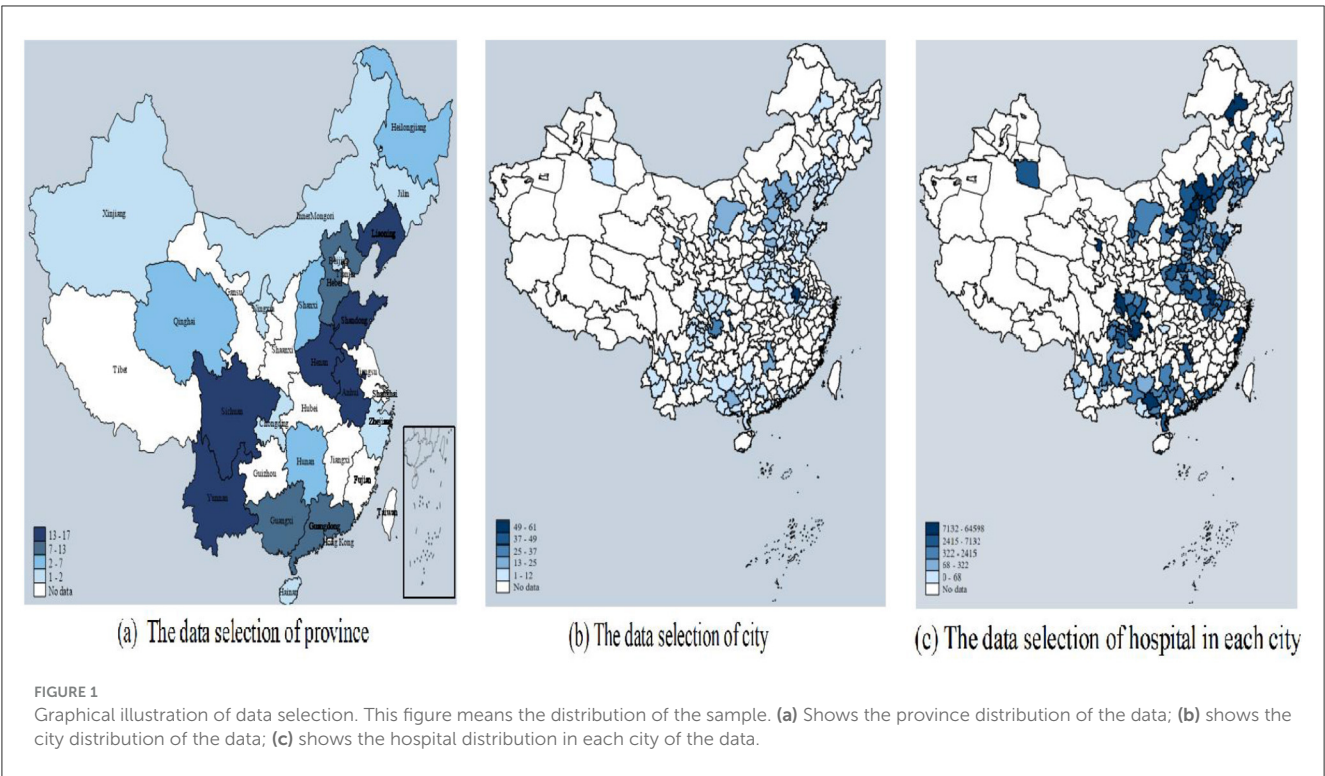 Heilongjiang
Jilin
Xinjiang
InnerMongori
Liaoning
Beijing
Hebei
Gansu
Ningxia
Shanxi
Shandong
Qinghai
Shaanxi
Henan
Jiangsu
Tibet
Anhui
Shanghai
Sichuan
Hubei
Chongqing
Zhejiang
Hunan
Jiangxi
Guizhou
Fujian
Yunnan
Taiwan
Guangxi
Guangdong
Hong Kong
Hainan
13 - 17
7 - 13
2 - 7
1 - 2
No data
(a) The data selection of province
49 - 61
37 - 49
25 - 37
13 - 25
1 - 12
No data
(b) The data selection of city
7132 - 64598
2415 - 7132
322 - 2415
68 - 322
0 - 68
No data
(c) The data selection of hospital in each city
FIGURE 1
Graphical illustration of data selection. This figure means the distribution of the sample. (a) Shows the province distribution of the data; (b) shows the
city distribution of the data; (c) shows the hospital distribution in each city of the data.